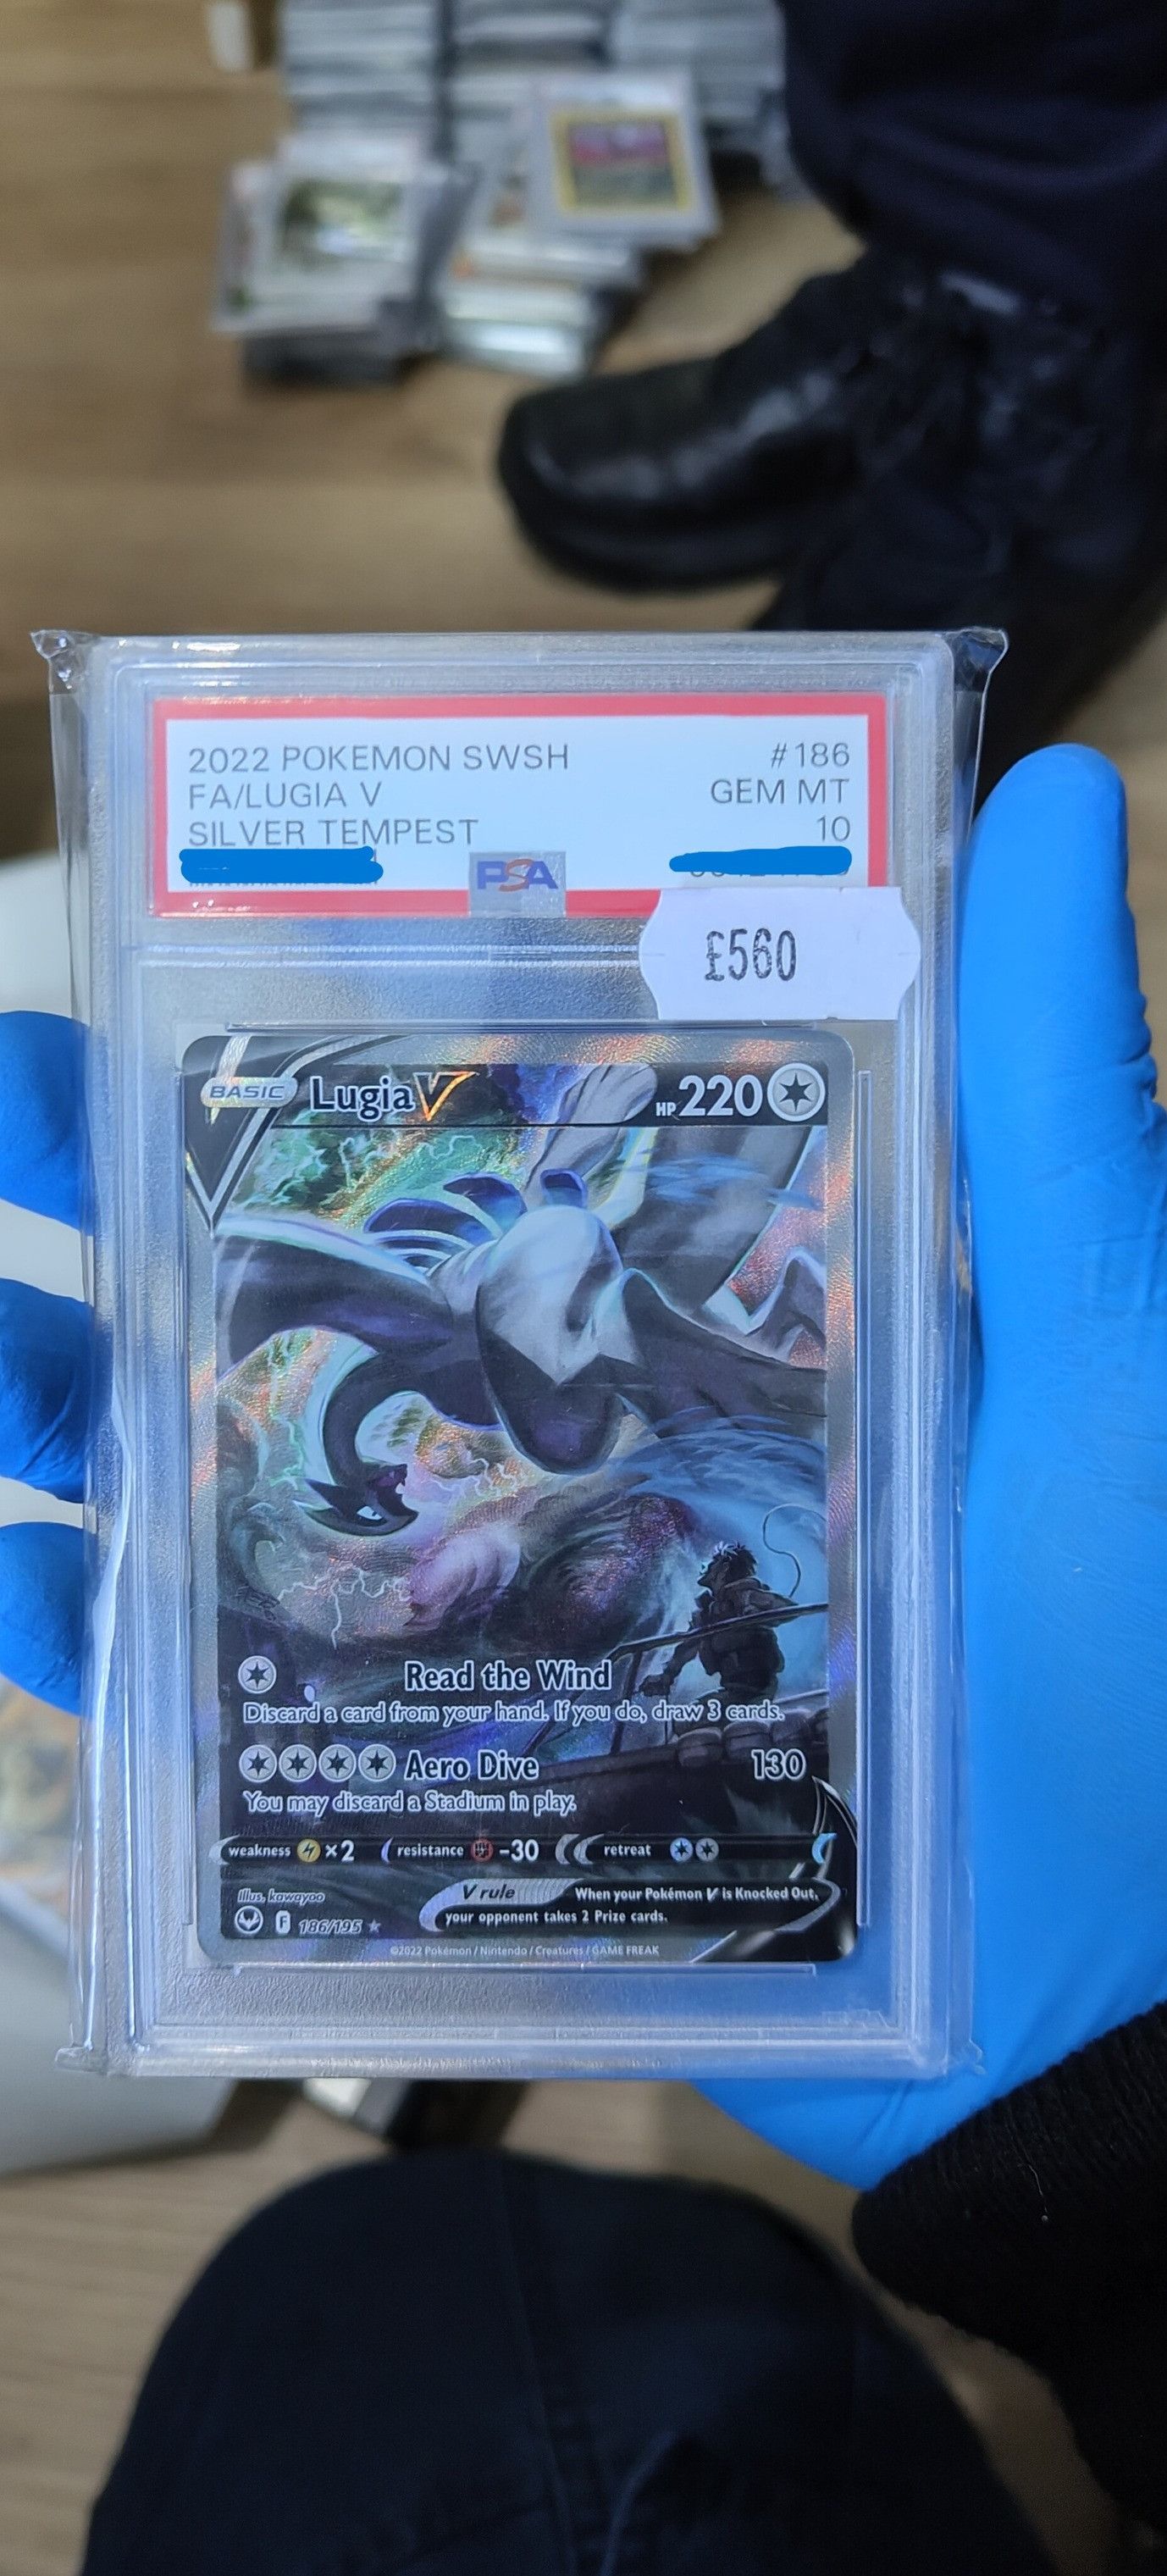 2022 POKEMON SWSH #186
FA/LUGIA V GEM MT
SILVER TEMPEST 10
PSA
£560
BASIC LugiaV HP 220
Read the Wind
Discard a card from your hand. If you do, draw 3 cards.
Aero Dive 130
You may discard a Stadium in play.
weakness ×2 resistance -30 retreat
V rule When your Pokémon V is Knocked Out,
your opponent takes 2 Prize cards.
Illus. kawayoo
F 186/195
©2022 Pokémon / Nintendo / Creatures / GAME FREAK